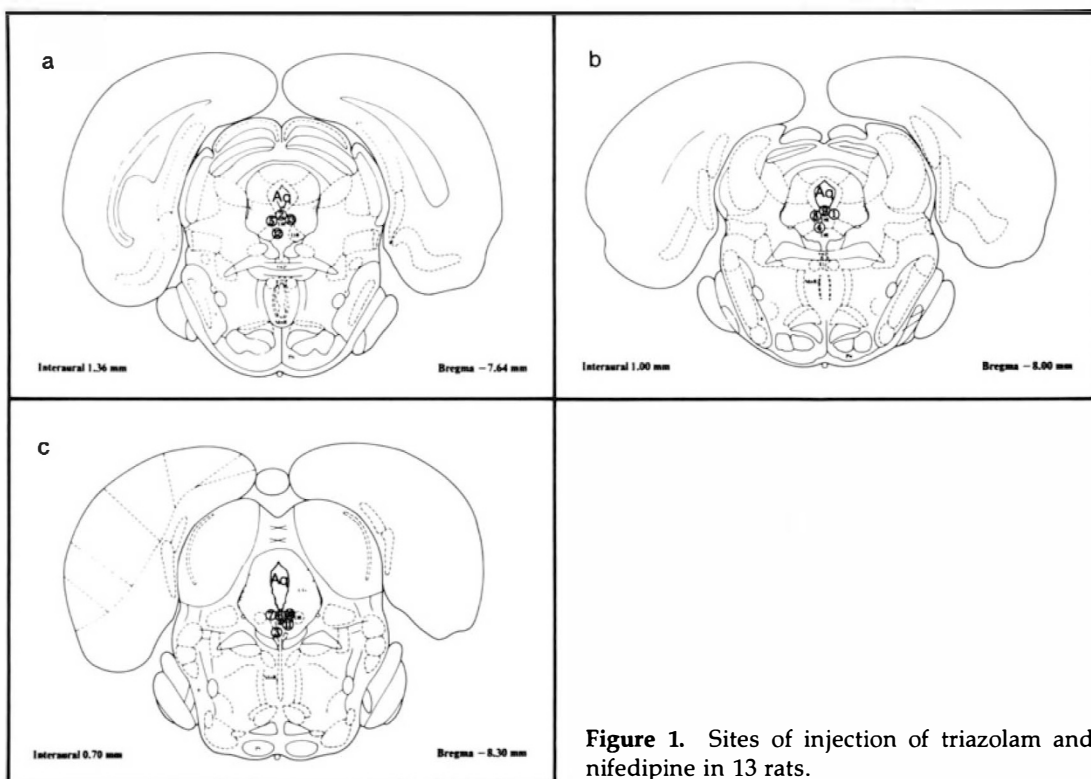 a
Aq
Interaural 1.36 mm
Bregma −7.64 mm
b
Aq
Interaural 1.00 mm
Bregma −8.00 mm
c
Aq
Interaural 0.70 mm
Bregma −8.30 mm
Figure 1. Sites of injection of triazolam and
nifedipine in 13 rats.